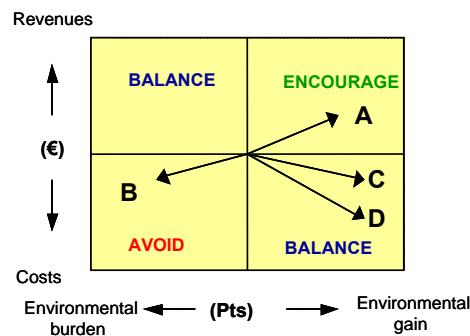 Revenues
BALANCE
ENCOURAGE
A
(€)
B
C
D
AVOID
BALANCE
Costs
Environmental
burden
(Pts)
Environmental
gain